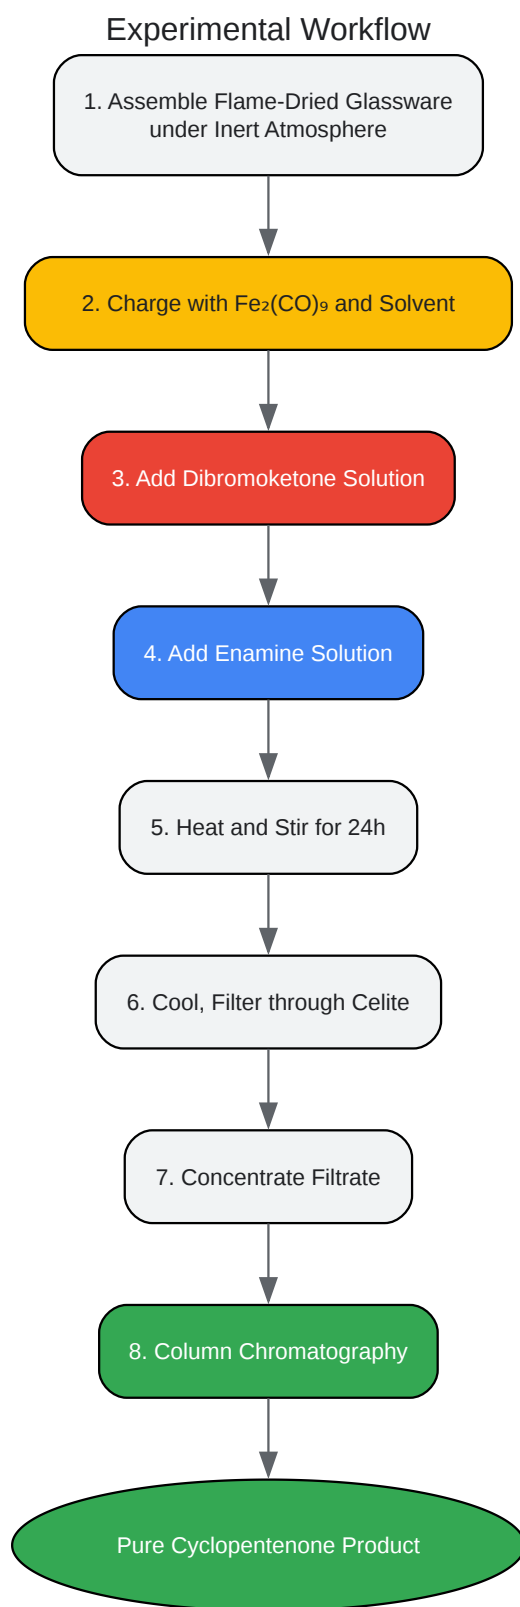 Experimental Workflow
1. Assemble Flame-Dried Glassware
under Inert Atmosphere
2. Charge with Fe₂(CO)₉ and Solvent
3. Add Dibromoketone Solution
4. Add Enamine Solution
5. Heat and Stir for 24h
6. Cool, Filter through Celite
7. Concentrate Filtrate
8. Column Chromatography
Pure Cyclopentenone Product